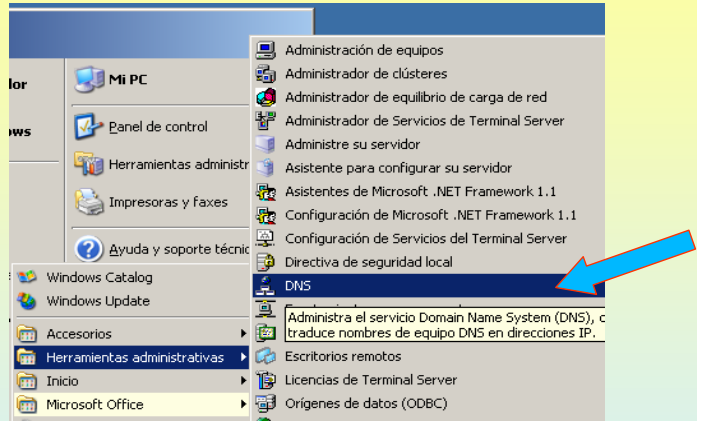 Administración de equipos
Administrador de clústeres
Administrador de equilibrio de carga de red
Administrador de Servicios de Terminal Server
Administre su servidor
Asistente para configurar su servidor
Asistentes de Microsoft .NET Framework 1.1
Configuración de Microsoft .NET Framework 1.1
Configuración de Servicios del Terminal Server
Directiva de seguridad local
DNS
Administra el servicio Domain Name System (DNS), 
traduce nombres de equipo DNS en direcciones IP.
Escritorios remotos
Licencias de Terminal Server
Orígenes de datos (ODBC)
Mi PC
Panel de control
Herramientas administr
Impresoras y faxes
Ayuda y soporte técnic
Windows Catalog
Windows Update
Accesorios
Herramientas administrativas
Inicio
Microsoft Office